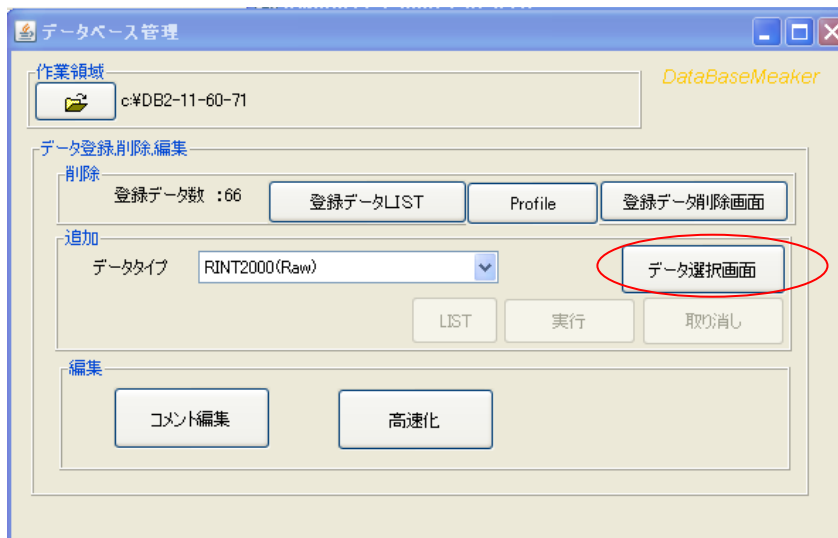 データベース管理
作業領域
DataBaseMeaker
c:¥DB2-11-60-71
データ登録,削除,編集
削除
登録データ数 :66
登録データLIST
Profile
登録データ削除画面
追加
データタイプ
RINT2000(Raw)
データ選択画面
LIST
実行
取り消し
編集
コメント編集
高速化